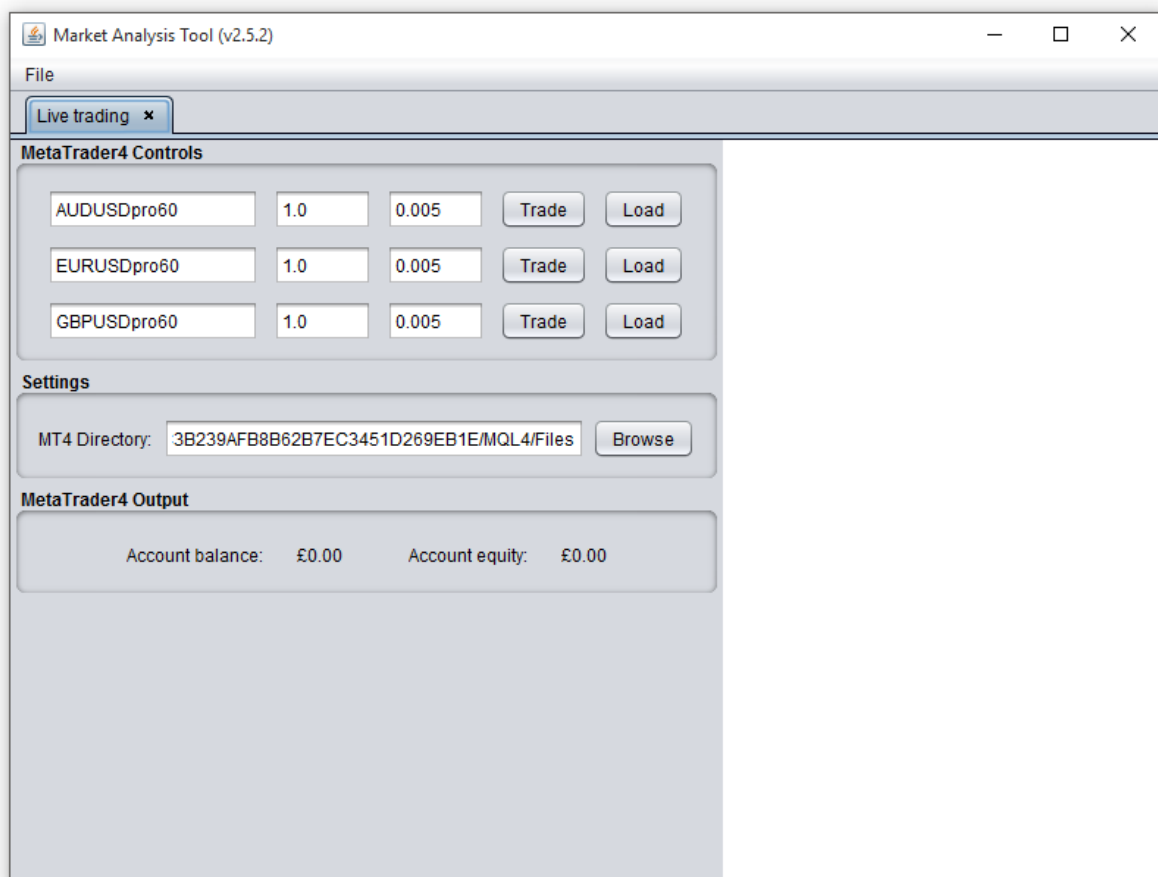 Market Analysis Tool (v2.5.2)
File
Live trading
MetaTrader4 Controls
AUDUSDpro60 1.0 0.005 Trade Load
EURUSDpro60 1.0 0.005 Trade Load
GBPUSDpro60 1.0 0.005 Trade Load
Settings
MT4 Directory: 3B239AFB8B62B7EC3451D269EB1E/MQL4/Files Browse
MetaTrader4 Output
Account balance: £0.00 Account equity: £0.00